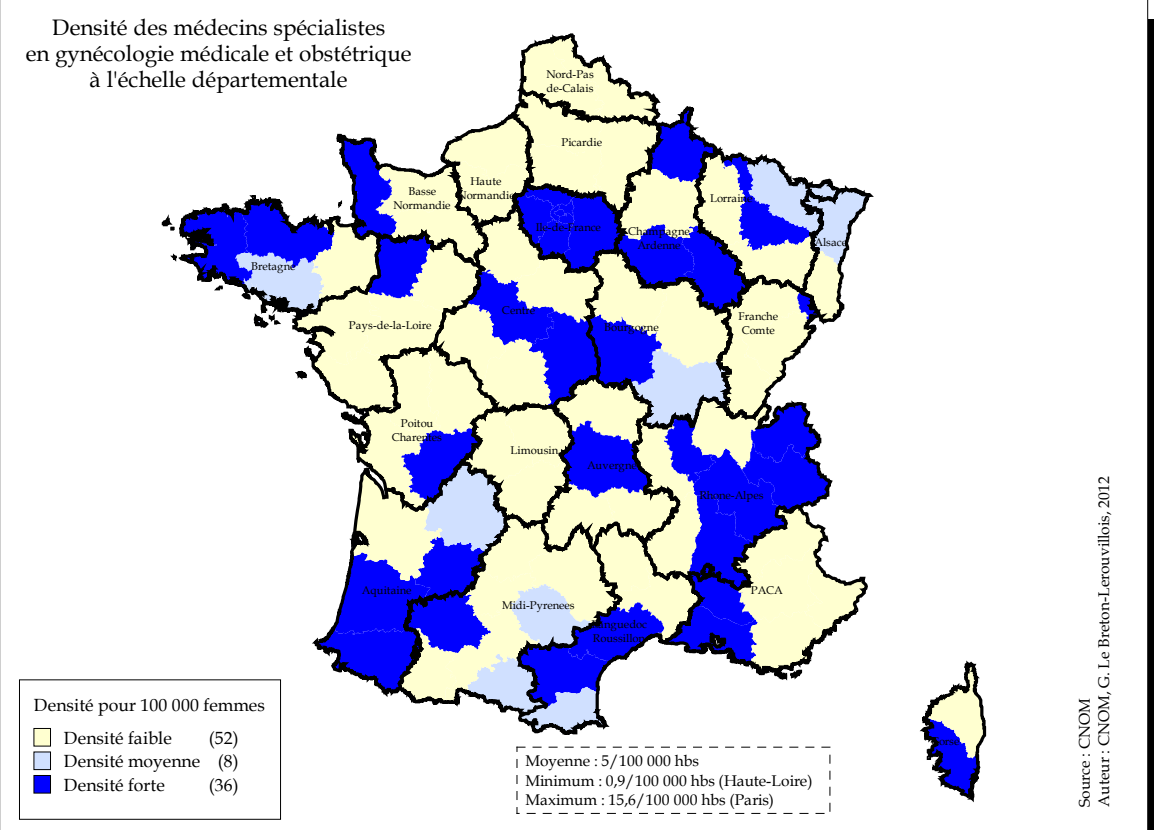 Densité des médecins spécialistes
en gynécologie médicale et obstétrique
à l'échelle départementale
Nord-Pas
de-Calais
Picardie
Haute
Normandie
Basse
Normandie
Lorraine
Ile-de-France
Champagne
Ardenne
Alsace
Bretagne
Centre
Pays-de-la-Loire
Bourgogne
Franche
Comte
Poitou
Charentes
Limousin
Auvergne
Rhone-Alpes
Aquitaine
Midi-Pyrenees
PACA
Languedoc
Roussillon
Corse
Densité pour 100 000 femmes
Densité faible (52)
Densité moyenne (8)
Densité forte (36)
Moyenne : 5/100 000 hbs
Minimum : 0,9/100 000 hbs (Haute-Loire)
Maximum : 15,6/100 000 hbs (Paris)
Source : CNOM
Auteur : CNOM, G. Le Breton-Lerouvillois, 2012